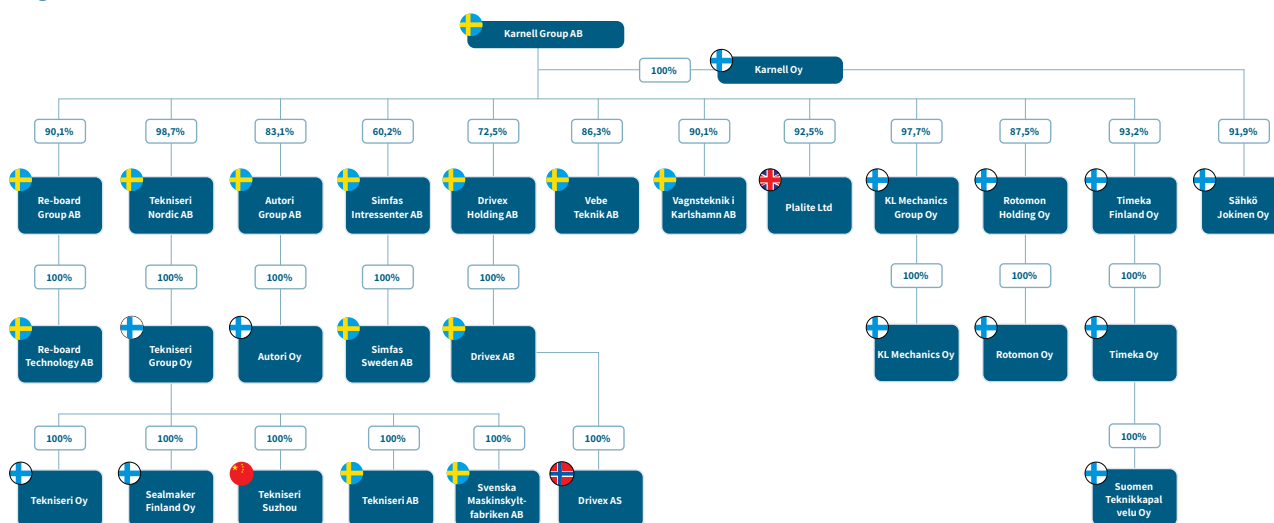 Karnell Group AB
100%
Karnell Oy
90,1%
98,7%
83,1%
60,2%
72,5%
86,3%
90,1%
92,5%
97,7%
87,5%
93,2%
91,9%
Re-board
Group AB
Tekniseri
Nordic AB
Autori
Group AB
Simfas
Intressenter AB
Drivex
Holding AB
Vebe
Teknik AB
Vagnsteknik i
Karlshamn AB
Plalite Ltd
KL Mechanics
Group Oy
Rotomon
Holding Oy
Timeka
Finland Oy
Sähkö
Jokinen Oy
100%
100%
100%
100%
100%
100%
100%
100%
Re-board
Technology AB
Tekniseri
Group Oy
Autori Oy
Simfas
Sweden AB
Drivex AB
KL Mechanics Oy
Rotomon Oy
Timeka Oy
100%
100%
100%
100%
100%
100%
100%
Tekniseri Oy
Sealmaker
Finland Oy
Tekniseri
Suzhou
Tekniseri AB
Svenska
Maskinskylt-
fabriken AB
Drivex AS
Suomen
Teknikkapal
velu Oy